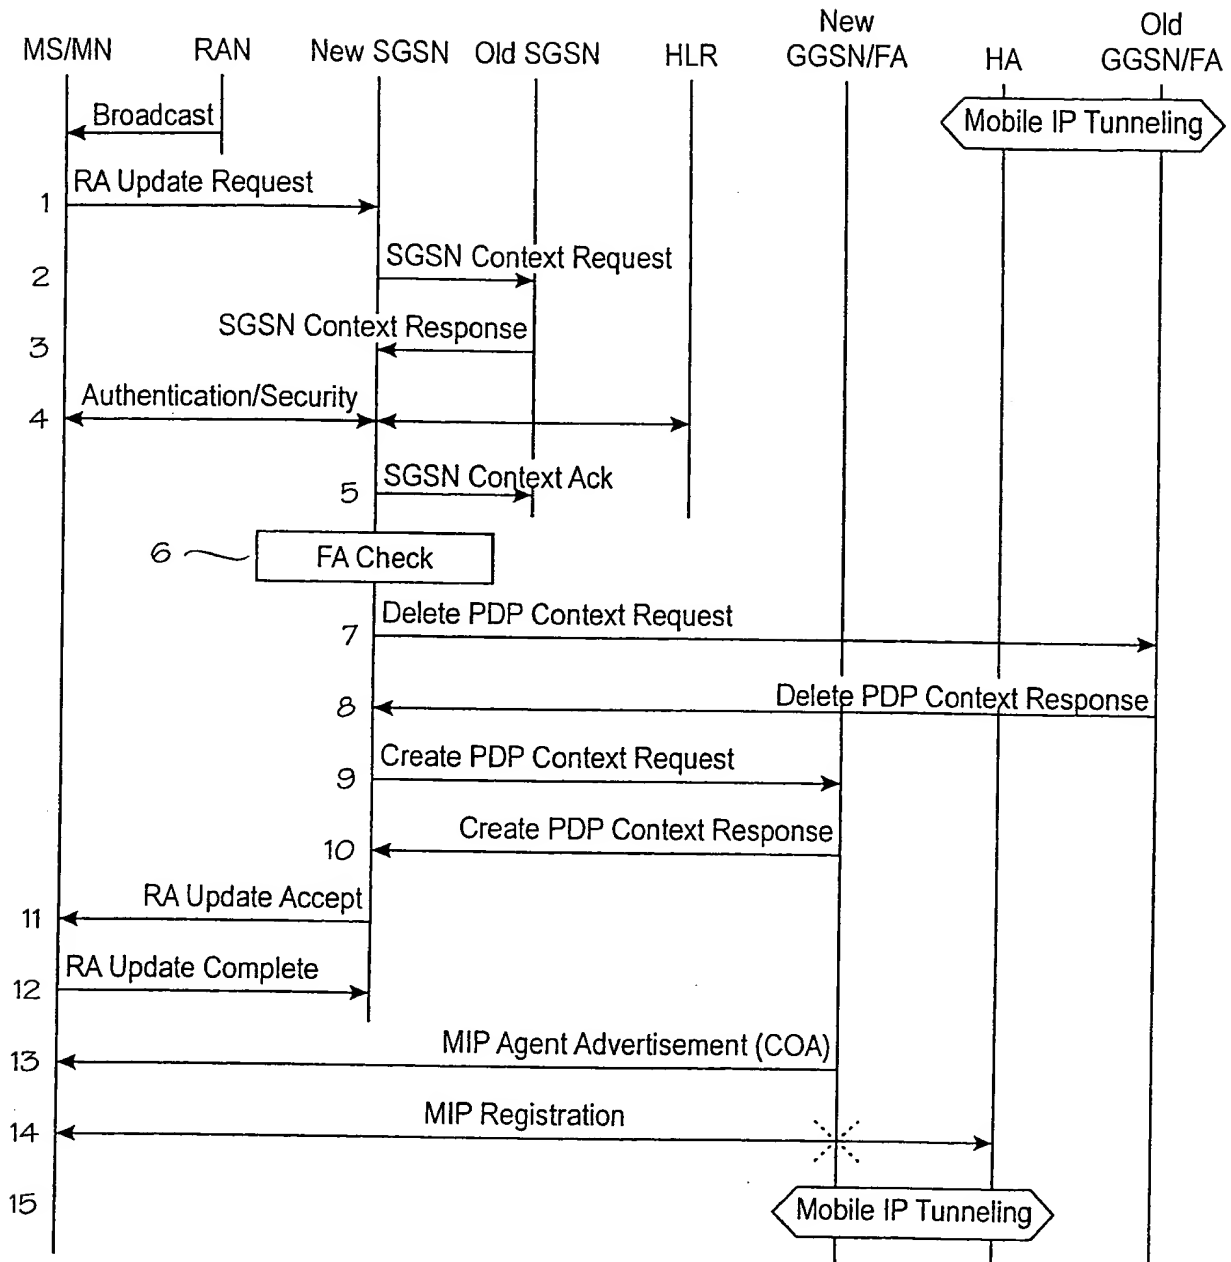 MS/MN RAN New SGSN Old SGSN HLR New GGSN/FA HA Old GGSN/FA
Broadcast
Mobile IP Tunneling
RA Update Request
1
SGSN Context Request
2
SGSN Context Response
3
Authentication/Security
4
SGSN Context Ack
5
6 FA Check
Delete PDP Context Request
7
Delete PDP Context Response
8
Create PDP Context Request
9
Create PDP Context Response
10
RA Update Accept
11
RA Update Complete
12
MIP Agent Advertisement (COA)
13
MIP Registration
14
15 Mobile IP Tunneling